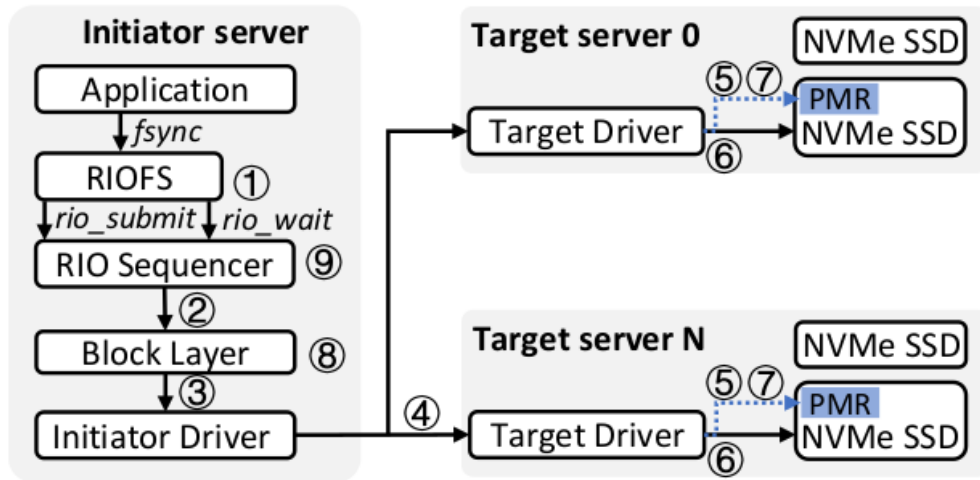 Initiator server
Application
fsync
RIOFS ①
rio_submit rio_wait
RIO Sequencer ⑨
②
Block Layer ⑧
③
Initiator Driver
④
Target server 0
NVMe SSD
⑤⑦
PMR
Target Driver
NVMe SSD
⑥
Target server N
NVMe SSD
⑤⑦
PMR
Target Driver
NVMe SSD
⑥